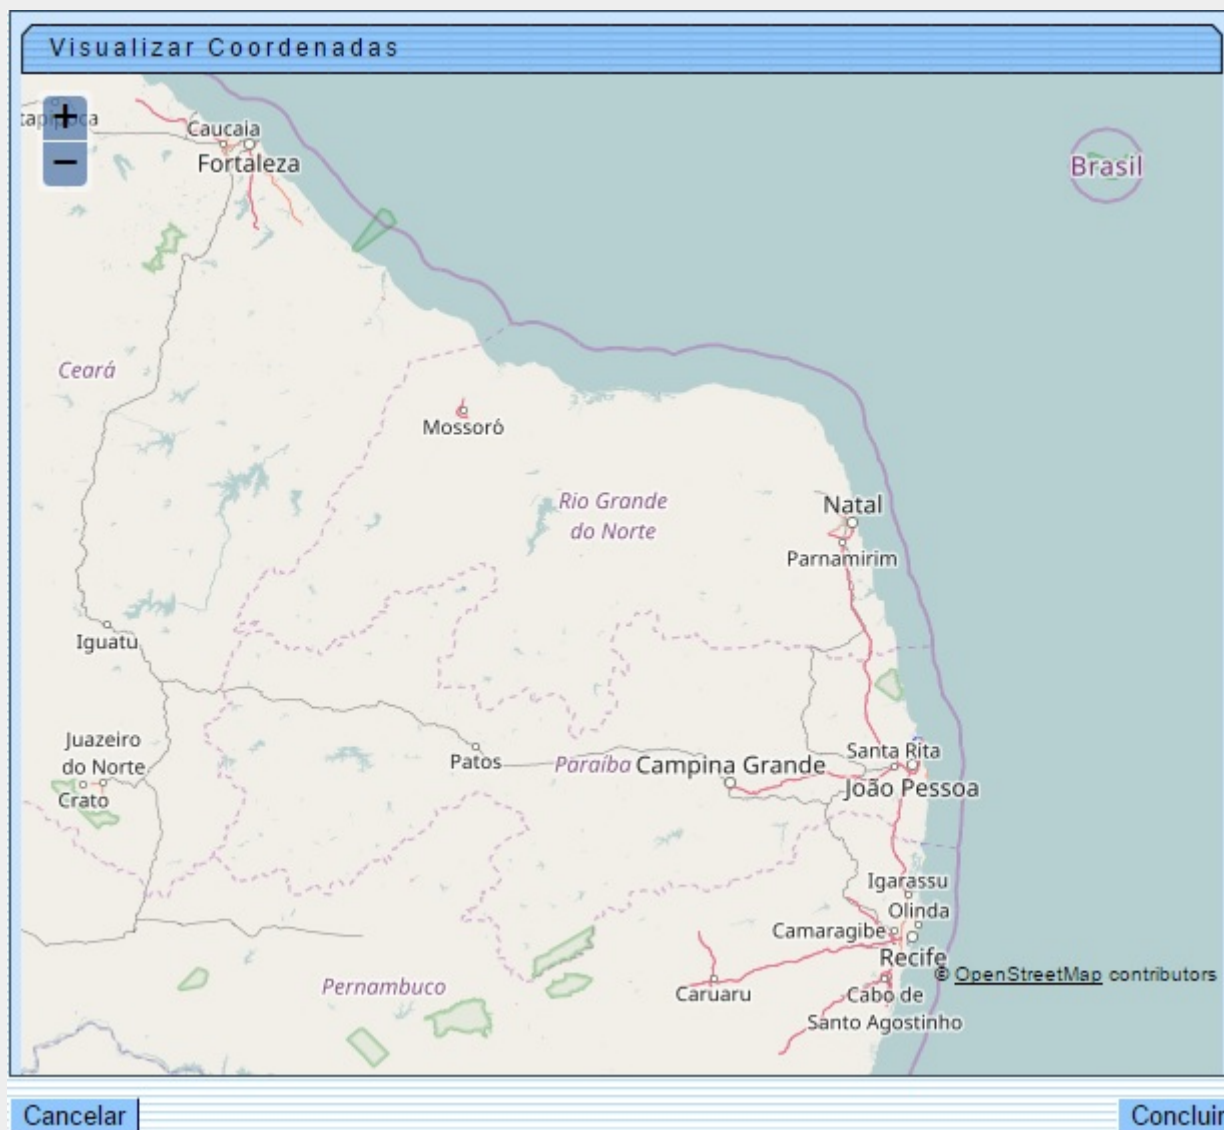 Visualizar Coordenadas
+
−
Caucaia
Fortaleza
Brasil
Ceará
Mossoró
Rio Grande
do Norte
Natal
Parnamirim
Iguatu
Juazeiro
do Norte
Crato
Patos
Paraíba
Campina Grande
Santa Rita
João Pessoa
Igarassu
Olinda
Camaragibe
Recife
© OpenStreetMap contributors
Pernambuco
Caruaru
Cabo de
Santo Agostinho
Cancelar
Concluir